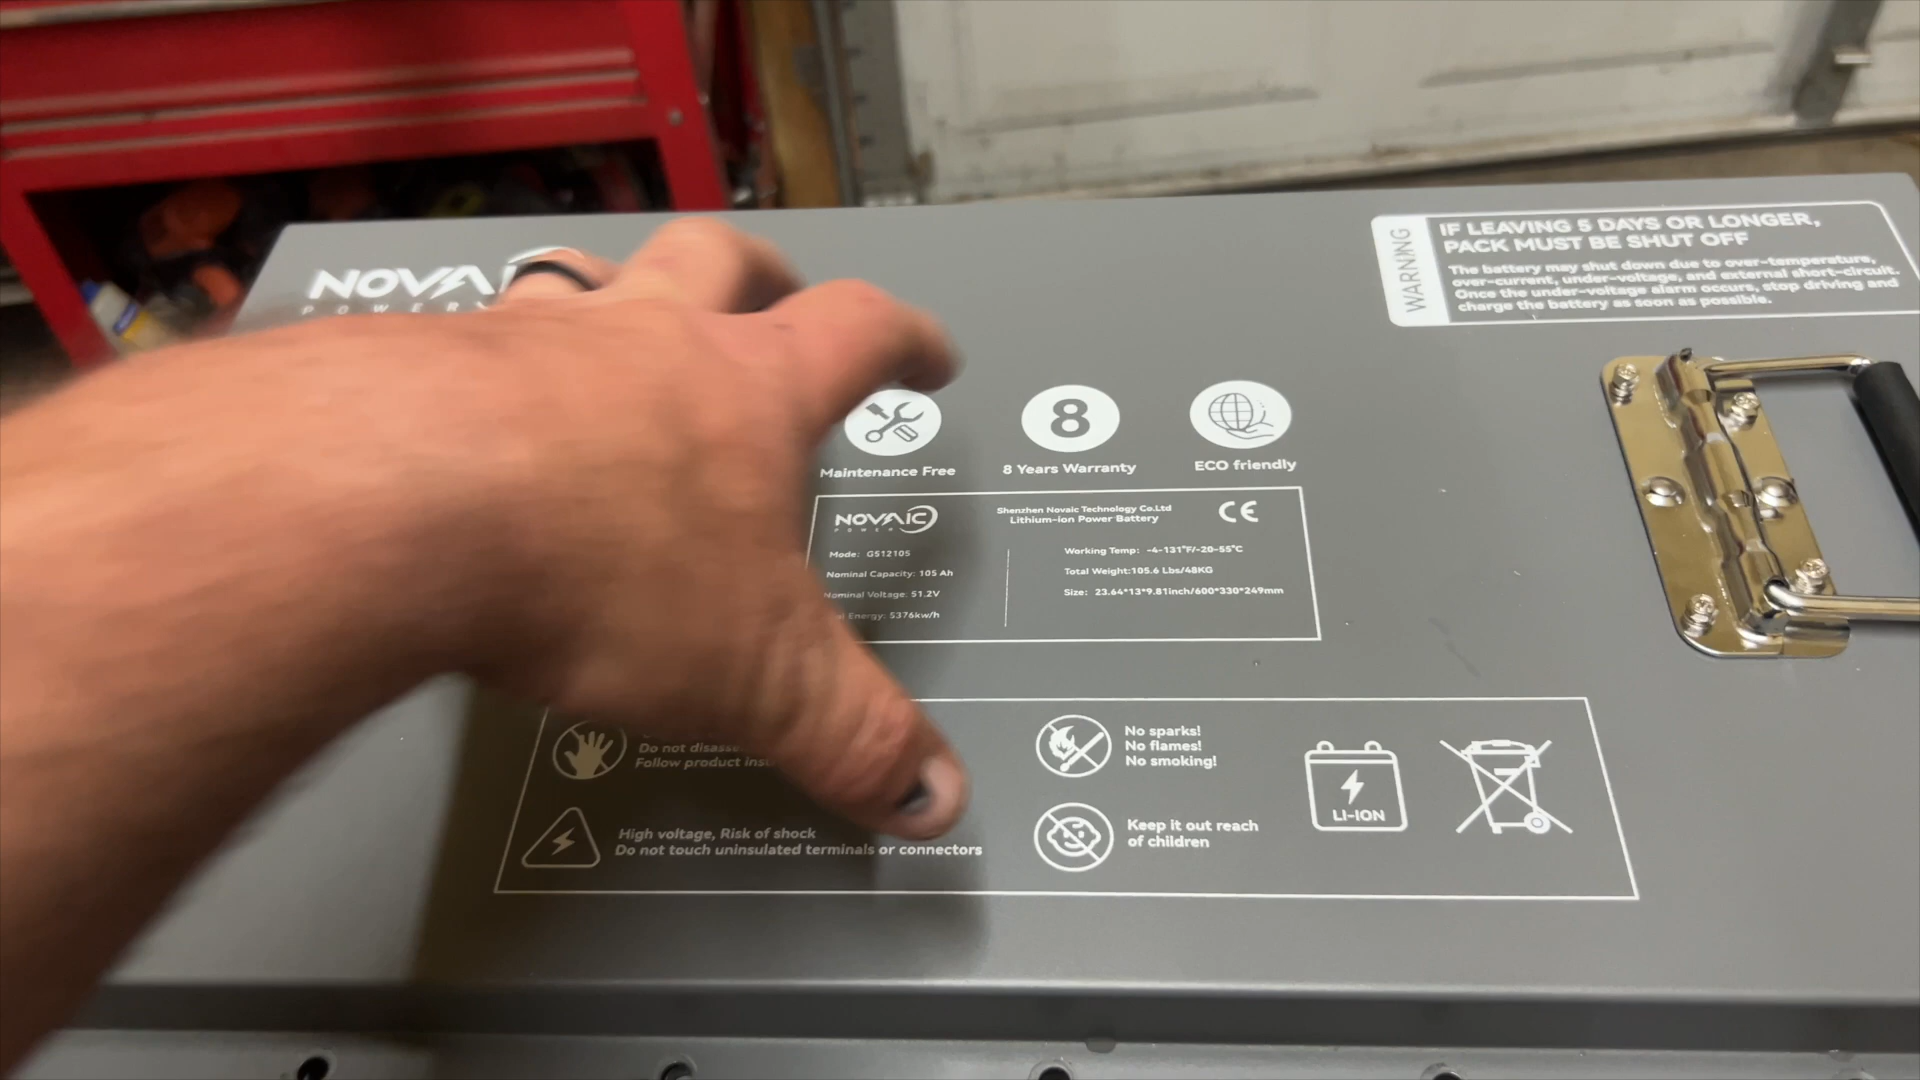 NOVA
POWER
WARNING
IF LEAVING 5 DAYS OR LONGER,
PACK MUST BE SHUT OFF
The battery may shut down due to over-temperature,
over-current, under-voltage, and external short-circuit.
Once the under-voltage alarm occurs, stop driving and
charge the battery as soon as possible.
8
Maintenance Free
8 Years Warranty
ECO friendly
NOVAIC
POWER
Shenzhen Novaic Technology Co.Ltd
Lithium-ion Power Battery
CE
Mode: GS12105
Nominal Capacity: 105 Ah
Nominal Voltage: 51.2V
Energy: 5376kw/h
Working Temp: -4-131°F/-20-55°C
Total Weight:105.6 Lbs/48KG
Size: 23.64*13*9.81inch/600*330*249mm
Do not
Follow product
High voltage, Risk of shock
Do not touch uninsulated terminals or connectors
No sparks!
No flames!
No smoking!
Keep it out reach
of children
LI-ION